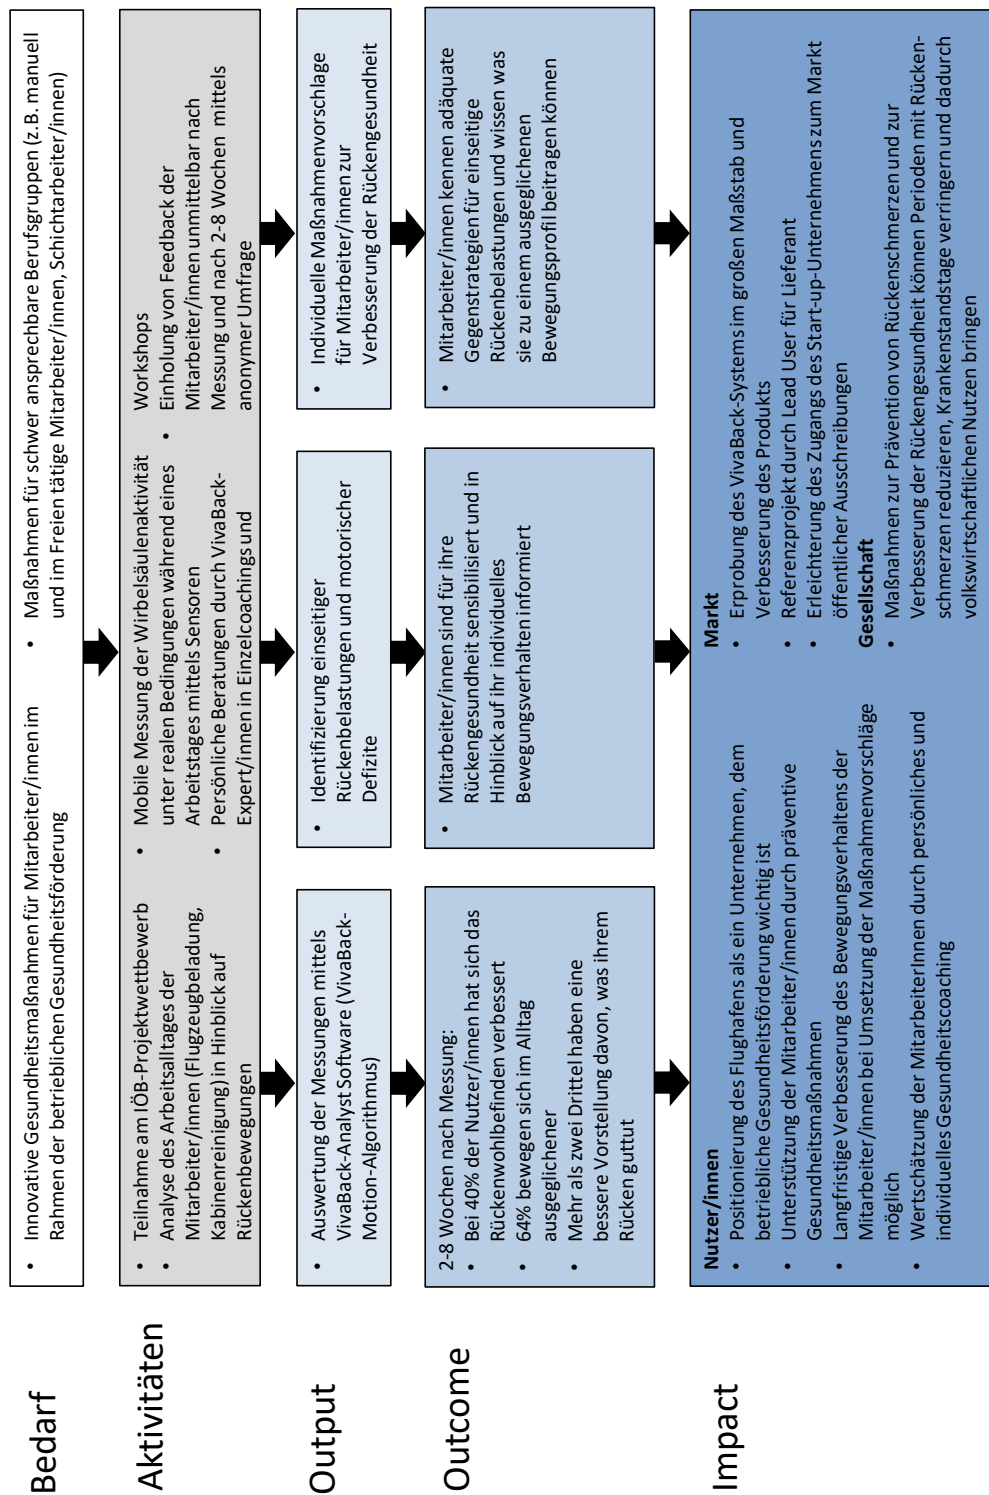 Bedarf
• Innovative Gesundheitsmaßnahmen für Mitarbeiter/innen im
Rahmen der betrieblichen Gesundheitsförderung
• Maßnahmen für schwer ansprechbare Berufsgruppen (z.B. manuell
und im Freien tätige Mitarbeiter/innen, Schichtarbeiter/innen)
Aktivitäten
• Teilnahme am IÖB-Projektwettbewerb
• Analyse des Arbeitsalltages der
Mitarbeiter/innen (Flugzeugbeladung,
Kabinenreinigung) in Hinblick auf
Rückenbewegungen
• Mobile Messung der Wirbelsäulenaktivität
unter realen Bedingungen während eines
Arbeitstages mittels Sensoren
• Persönliche Beratungen durch VivaBack-
Expert/innen in Einzelcoachings und
Workshops
• Einholung von Feedback der
Mitarbeiter/innen unmittelbar nach
Messung und nach 2-8 Wochen mittels
anonymer Umfrage
Output
• Auswertung der Messungen mittels
VivaBack-Analyst Software (VivaBack-
Motion-Algorithmus)
• Identifizierung einseitiger
Rückenbelastungen und motorischer
Defizite
• Individuelle Maßnahmenvorschlage
für Mitarbeiter/innen zur
Verbesserung der Rückengesundheit
Outcome
2-8 Wochen nach Messung:
• Bei 40% der Nutzer/innen hat sich das
Rückenwohlbefinden verbessert
• 64% bewegen sich im Alltag
ausgeglichener
• Mehr als zwei Drittel haben eine
bessere Vorstellung davon, was ihrem
Rücken guttut
• Mitarbeiter/innen sind für ihre
Rückengesundheit sensibilisiert und in
Hinblick auf ihr individuelles
Bewegungsverhalten informiert
• Mitarbeiter/innen kennen adäquate
Gegenstrategien für einseitige
Rückenbelastungen und wissen was
sie zu einem ausgeglichenen
Bewegungsprofil beitragen können
Impact
Nutzer/innen
• Positionierung des Flughafens als ein Unternehmen, dem
betriebliche Gesundheitsförderung wichtig ist
• Unterstützung der Mitarbeiter/innen durch präventive
Gesundheitsmaßnahmen
• Langfristige Verbesserung des Bewegungsverhaltens der
Mitarbeiter/innen bei Umsetzung der Maßnahmenvorschläge
möglich
• Wertschätzung der MitarbeiterInnen durch persönliches und
individuelles Gesundheitscoaching
Markt
• Erprobung des VivaBack-Systems im großen Maßstab und
Verbesserung des Produkts
• Referenzprojekt durch Lead User für Lieferant
• Erleichterung des Zugangs des Start-up-Unternehmens zum Markt
öffentlicher Ausschreibungen
Gesellschaft
• Maßnahmen zur Prävention von Rückenschmerzen und zur
Verbesserung der Rückengesundheit können Perioden mit Rücken-
schmerzen reduzieren, Krankenstandstage verringern und dadurch
volkswirtschaftlichen Nutzen bringen